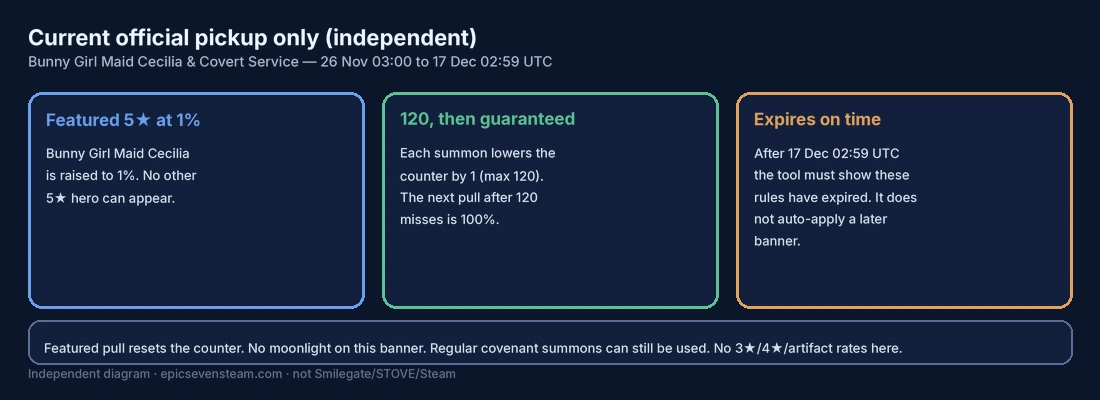 Current official pickup only (independent)
Bunny Girl Maid Cecilia & Covert Service — 26 Nov 03:00 to 17 Dec 02:59 UTC
Featured 5★ at 1%
Bunny Girl Maid Cecilia
is raised to 1%. No other
5★ hero can appear.
120, then guaranteed
Each summon lowers the
counter by 1 (max 120).
The next pull after 120
misses is 100%.
Expires on time
After 17 Dec 02:59 UTC
the tool must show these
rules have expired. It does
not auto-apply a later
banner.
Featured pull resets the counter. No moonlight on this banner. Regular covenant summons can still be used. No 3★/4★/artifact rates here.
Independent diagram · epicsevensteam.com · not Smilegate/STOVE/Steam